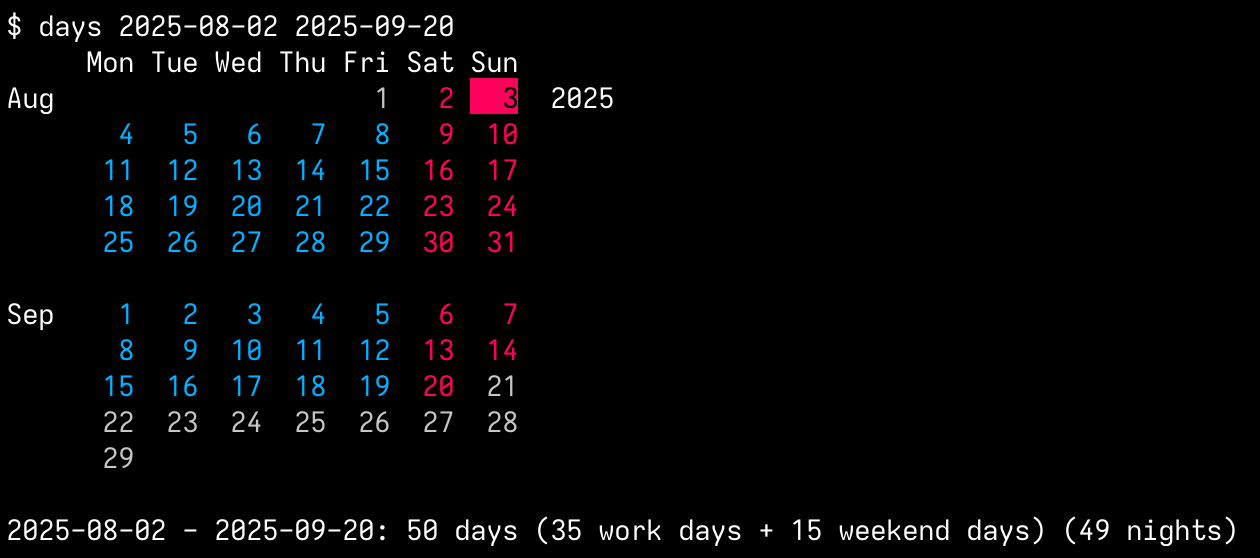 $ days 2025-08-02 2025-09-20
Mon Tue Wed Thu Fri Sat Sun
Aug 1 2 3 2025
4 5 6 7 8 9 10
11 12 13 14 15 16 17
18 19 20 21 22 23 24
25 26 27 28 29 30 31
Sep 1 2 3 4 5 6 7
8 9 10 11 12 13 14
15 16 17 18 19 20 21
22 23 24 25 26 27 28
29
2025-08-02 - 2025-09-20: 50 days (35 work days + 15 weekend days) (49 nights)